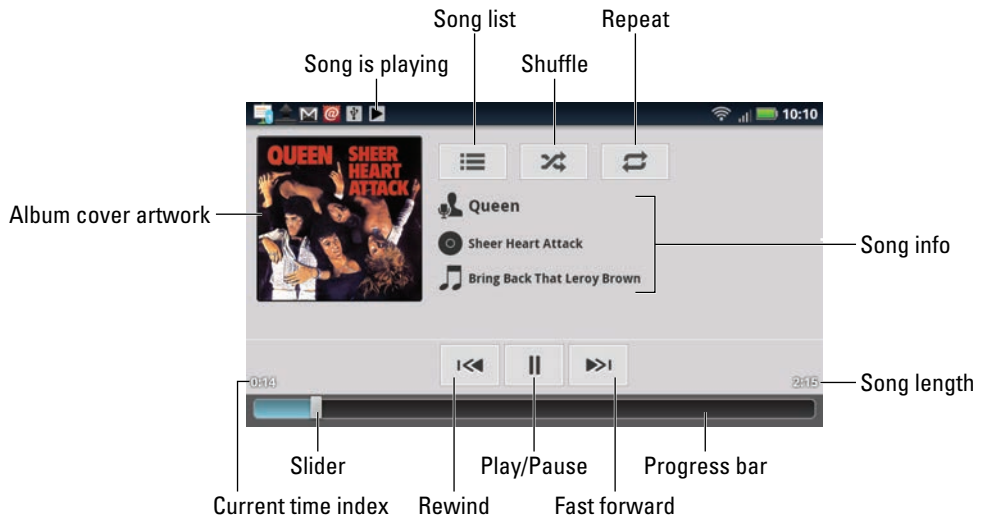 Song list
Repeat
Song is playing
Shuffle
10:10
QUEEN SHEER
HEART
ATTACK
Queen
Album cover artwork
Sheer Heart Attack
Song info
Bring Back That Leroy Brown
0:14
2:15
Song length
Slider
Play/Pause
Progress bar
Current time index
Rewind
Fast forward